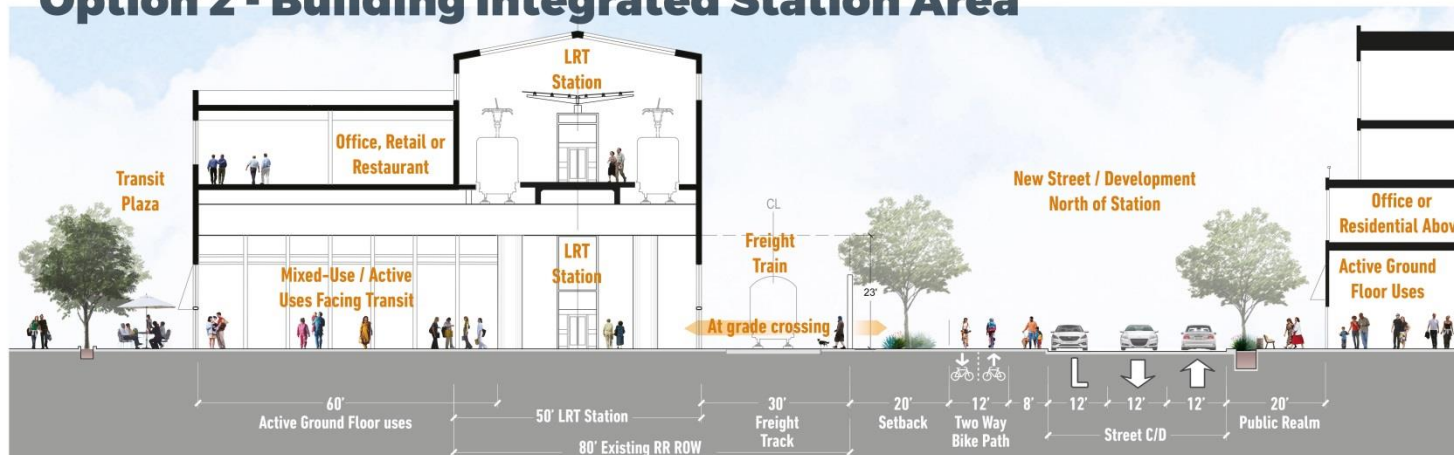 Option 2 - Building Integrated Station Area
LRT
Station
Office, Retail or
Restaurant
Transit
Plaza
New Street / Development
North of Station
Office or
Residential Abov
CL
Freight
Train
LRT
Station
Mixed-Use / Active
Uses Facing Transit
Active Ground
Floor Uses
23'
At grade crossing
L
60'
Active Ground Floor uses
50' LRT Station
30'
Freight
Track
20'
Setback
12'
Two Way
Bike Path
8'
12'
12'
12'
Street C/D
20'
Public Realm
80' Existing RR ROW